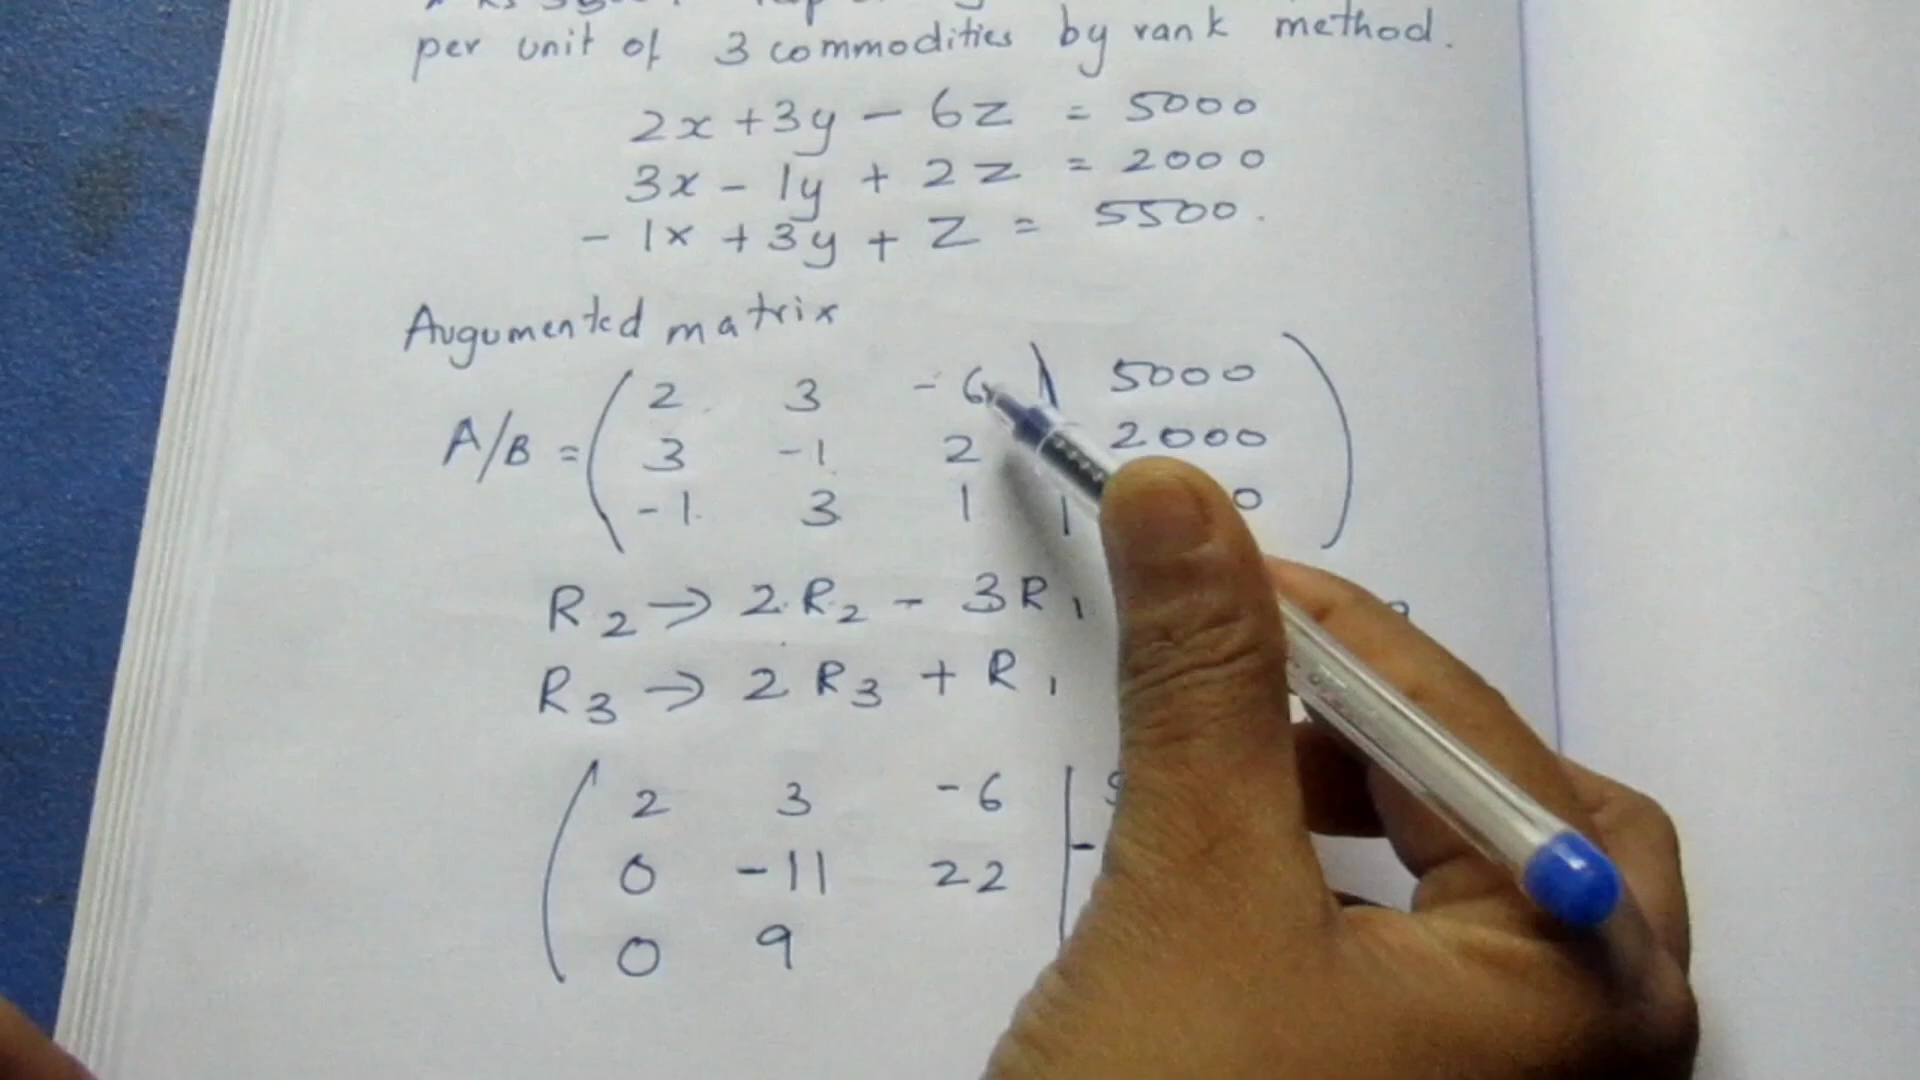 per unit of 3 commodities by rank method.
2x + 3y - 6z = 5000
3x - 1y + 2z = 2000
- 1x + 3y + z = 5500.
Augumented matrix
A/B = ( 2 3 - 6 | 5000 )
3 -1 2 2000
-1 3 1 | 0
R2 → 2R2 - 3R1
R3 → 2R3 + R1
( 2 3 -6 |
0 -11 22 | -
0 9 |